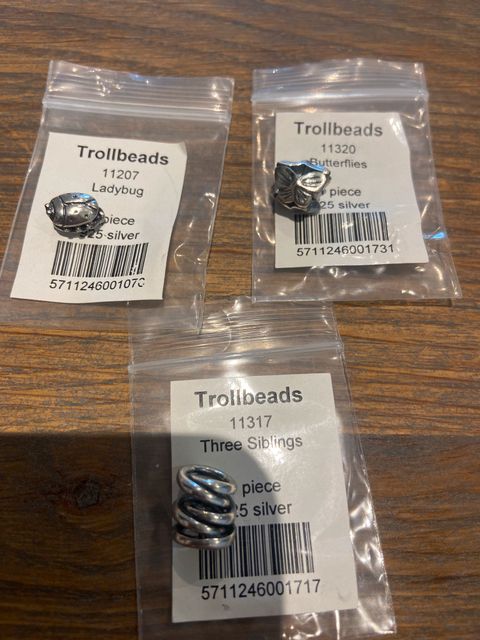 Trollbeads
11207
Ladybug
piece
25 silver
Trollbeads
11320
Butterflies
piece
925 silver
5711246001731
Trollbeads
11317
Three Siblings
piece
25 silver
5711246001717